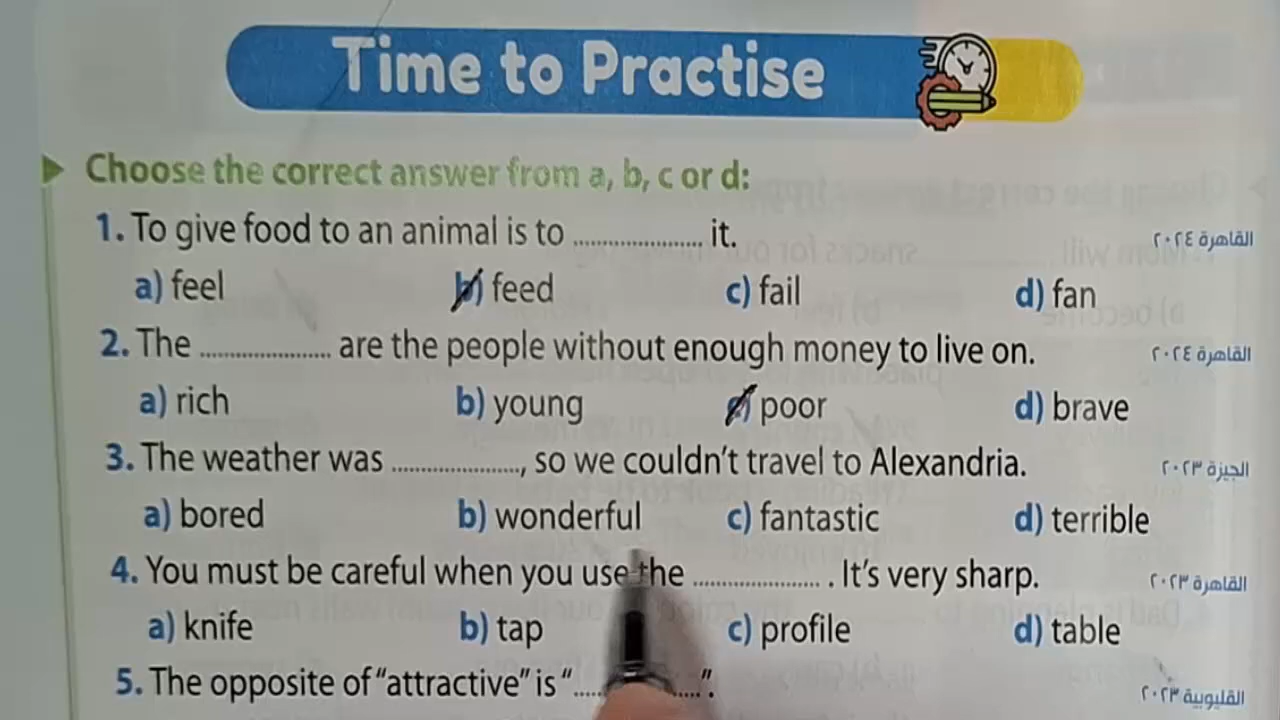 Time to Practise
Choose the correct answer from a, b, c or d:
1. To give food to an animal is to .................... it. القاهرة ٢٠٢٤
a) feel b) feed c) fail d) fan
2. The .................... are the people without enough money to live on. القاهرة ٢٠٢٤
a) rich b) young c) poor d) brave
3. The weather was ...................., so we couldn't travel to Alexandria. الجيزة ٢٠٢٣
a) bored b) wonderful c) fantastic d) terrible
4. You must be careful when you use the .................... . It's very sharp. القاهرة ٢٠٢٣
a) knife b) tap c) profile d) table
5. The opposite of "attractive" is "....................". القليوبية ٢٠٢٣